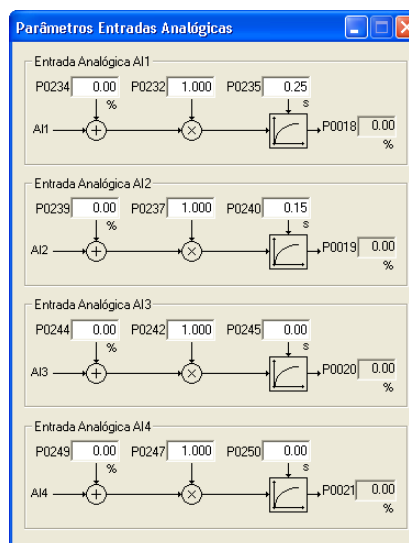 Parâmetros Entradas Analógicas
Entrada Analógica AI1
P0234 0.00 P0232 1.000 P0235 0.25
% s
AI1 + × P0018 0.00
%
Entrada Analógica AI2
P0239 0.00 P0237 1.000 P0240 0.15
% s
AI2 + × P0019 0.00
%
Entrada Analógica AI3
P0244 0.00 P0242 1.000 P0245 0.00
% s
AI3 + × P0020 0.00
%
Entrada Analógica AI4
P0249 0.00 P0247 1.000 P0250 0.00
% s
AI4 + × P0021 0.00
%